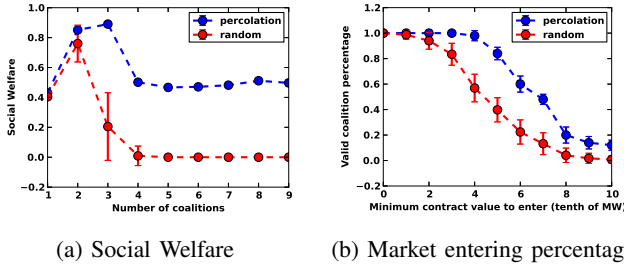 1.0
0.8
0.6
0.4
0.2
0.0
−0.2
Social Welfare
percolation
random
1 2 3 4 5 6 7 8 9
Number of coalitions
1.2
1.0
0.8
0.6
0.4
0.2
0.0
−0.2
Valid coalition percentage
percolation
random
0 2 4 6 8 10
Minimum contract value to enter (tenth of MW)
(a) Social Welfare
(b) Market entering percentag